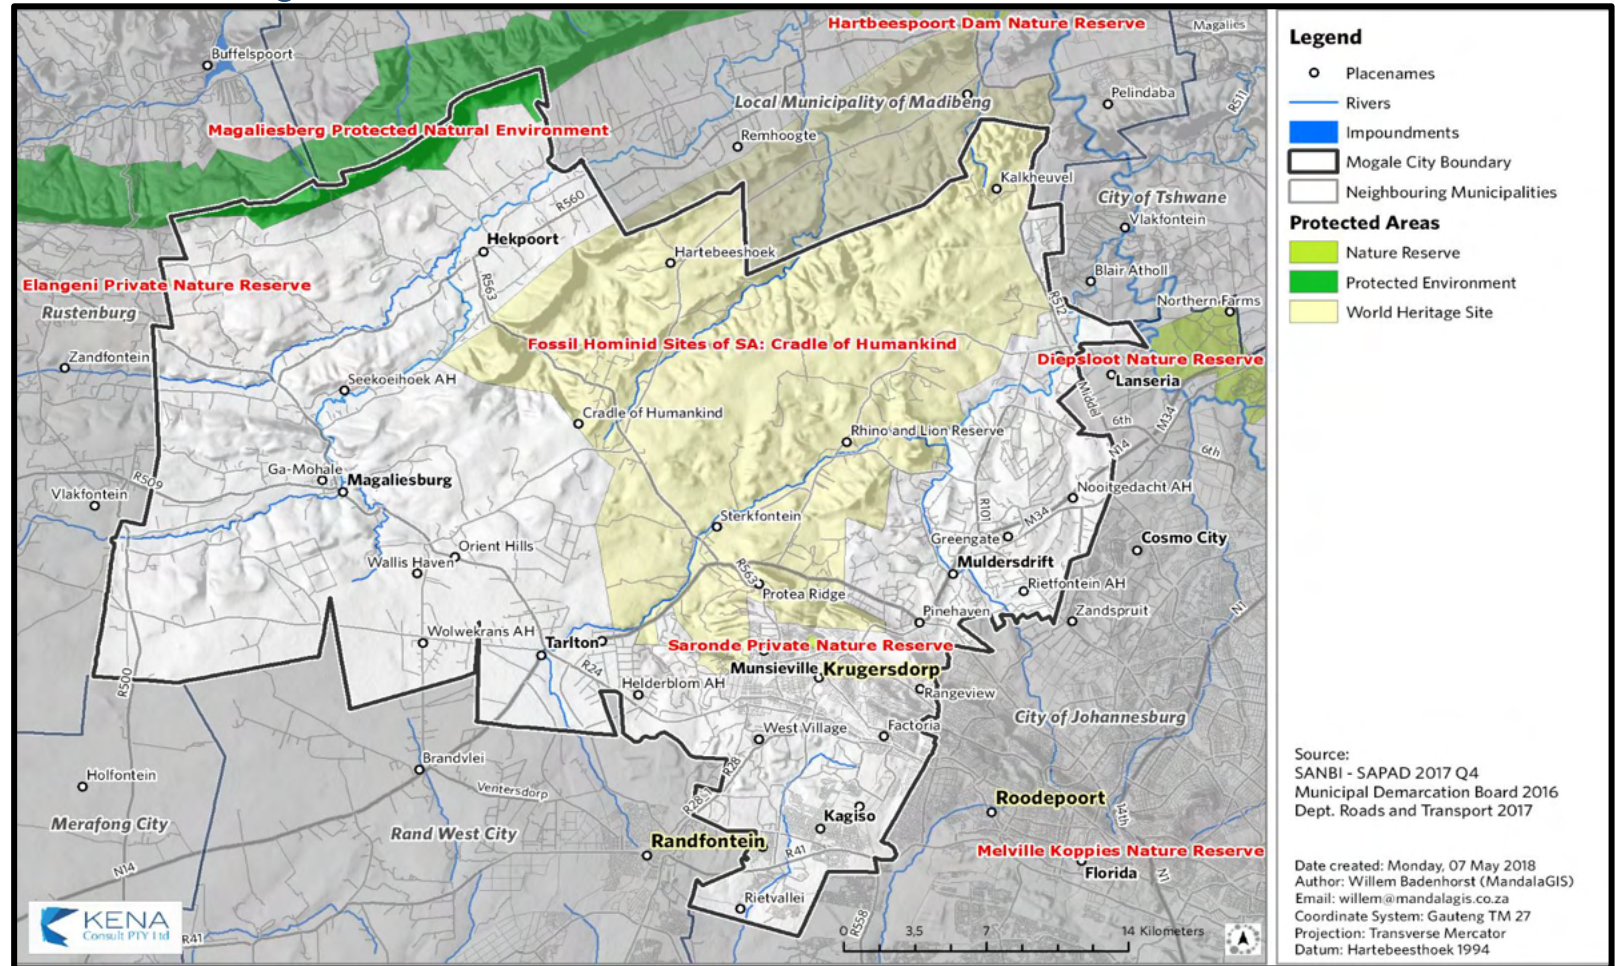 Hartbeespoort Dam Nature Reserve
Magalies
Buffelspoort
Pelindaba
R511
Local Municipality of Madibeng
Magaliesberg Protected Natural Environment
Remhoogte
Kalkheuvel
City of Tshwane
R560
Vlakfontein
Hekpoort
Hartebeeshoek
Blair Atholl
Elangeni Private Nature Reserve
R563
R512
Northern Farms
Rustenburg
Fossil Hominid Sites of SA: Cradle of Humankind
Zandfontein
Diepsloot Nature Reserve
Seekoeihoek AH
Lanseria
Middel
Cradle of Humankind
6th
M34
Rhino and Lion Reserve
N14
6th
Ga-Mohale
R509
Magaliesburg
Vlakfontein
Nooitgedacht AH
R101
M34
Sterkfontein
Greengate
Cosmo City
Orient Hills
Wallis Haven
R563
Muldersdrift
Rietfontein AH
Protea Ridge
Pinehaven
Zandspruit
N1
Wolwekrans AH
Tarlton
Saronde Private Nature Reserve
R24
Munsieville
Krugersdorp
R500
Helderblom AH
Rangeview
City of Johannesburg
West Village
Factoria
Brandvlei
R28
Holfontein
Ventersdorp
R28_1
Roodepoort
Kagiso
14th
Merafong City
Rand West City
Randfontein
R41
Melville Koppies Nature Reserve
N14
Florida
N1
Rietvallei
R558
R41
KENA
Consult PTY Ltd
0 3.5 7 14 Kilometers
Legend
Placenames
Rivers
Impoundments
Mogale City Boundary
Neighbouring Municipalities
Protected Areas
Nature Reserve
Protected Environment
World Heritage Site
Source:
SANBI - SAPAD 2017 Q4
Municipal Demarcation Board 2016
Dept. Roads and Transport 2017
Date created: Monday, 07 May 2018
Author: Willem Badenhorst (MandalaGIS)
Email: willem@mandalagis.co.za
Coordinate System: Gauteng TM 27
Projection: Transverse Mercator
Datum: Hartebeesthoek 1994